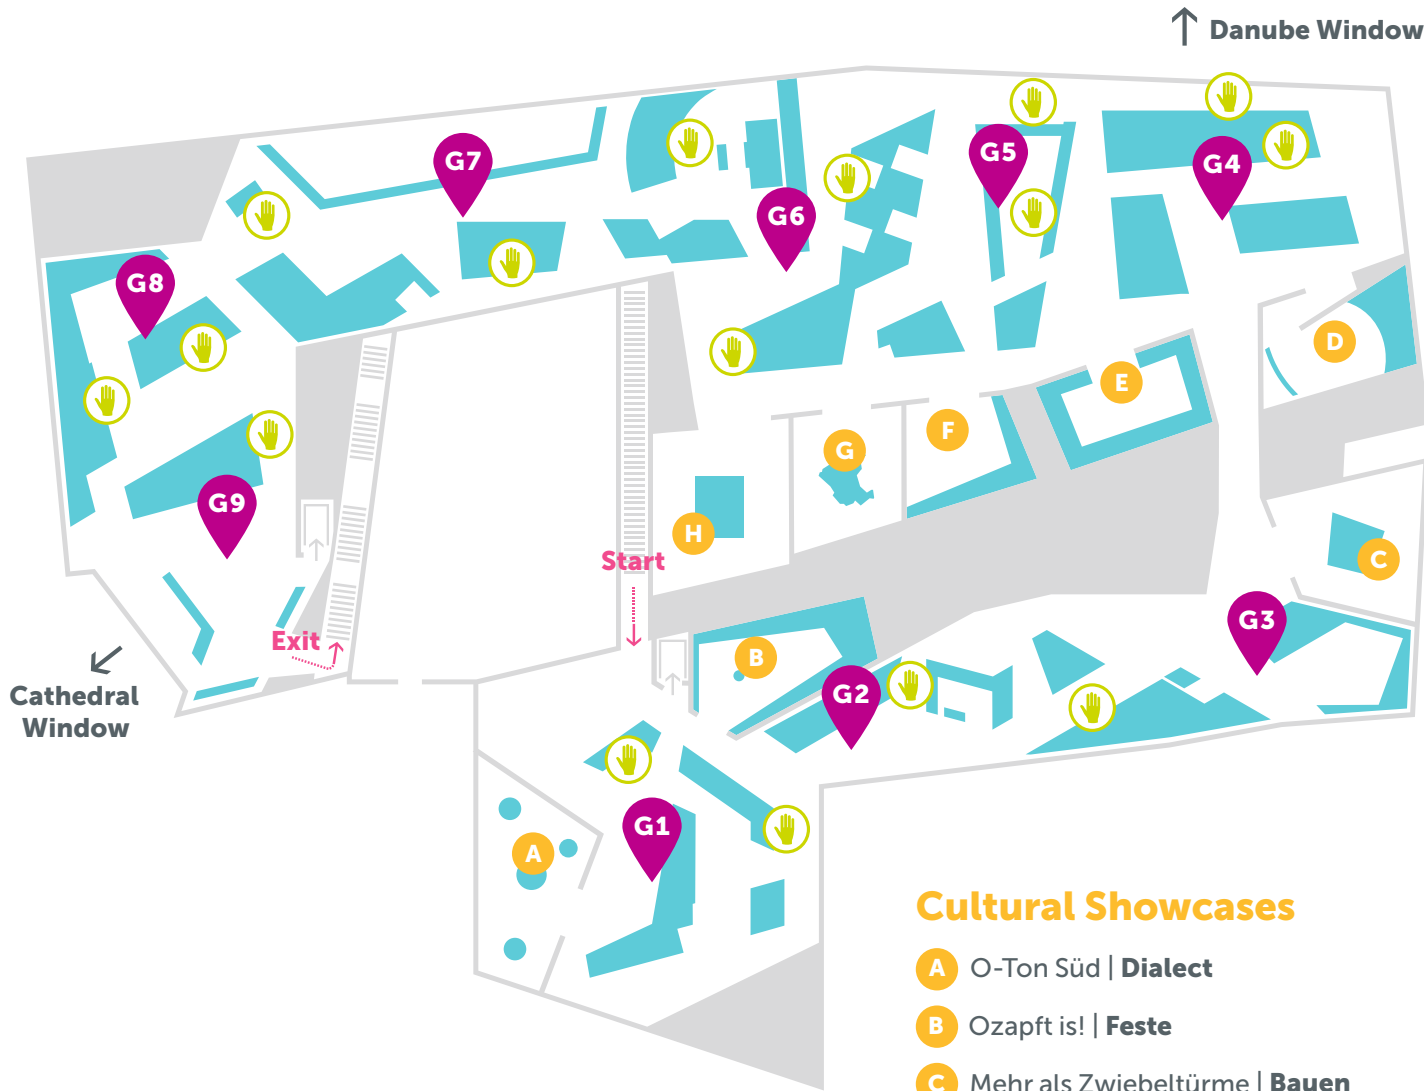 Danube Window
G7
G5
G4
G6
G8
D
E
F
G
G9
H
Start
C
G3
Exit
B
Cathedral
Window
G2
G1
A
Cultural Showcases
A O-Ton Süd | Dialect
B Ozapft is! | Feste
C Mehr als Zwiebeltürme | Bauen